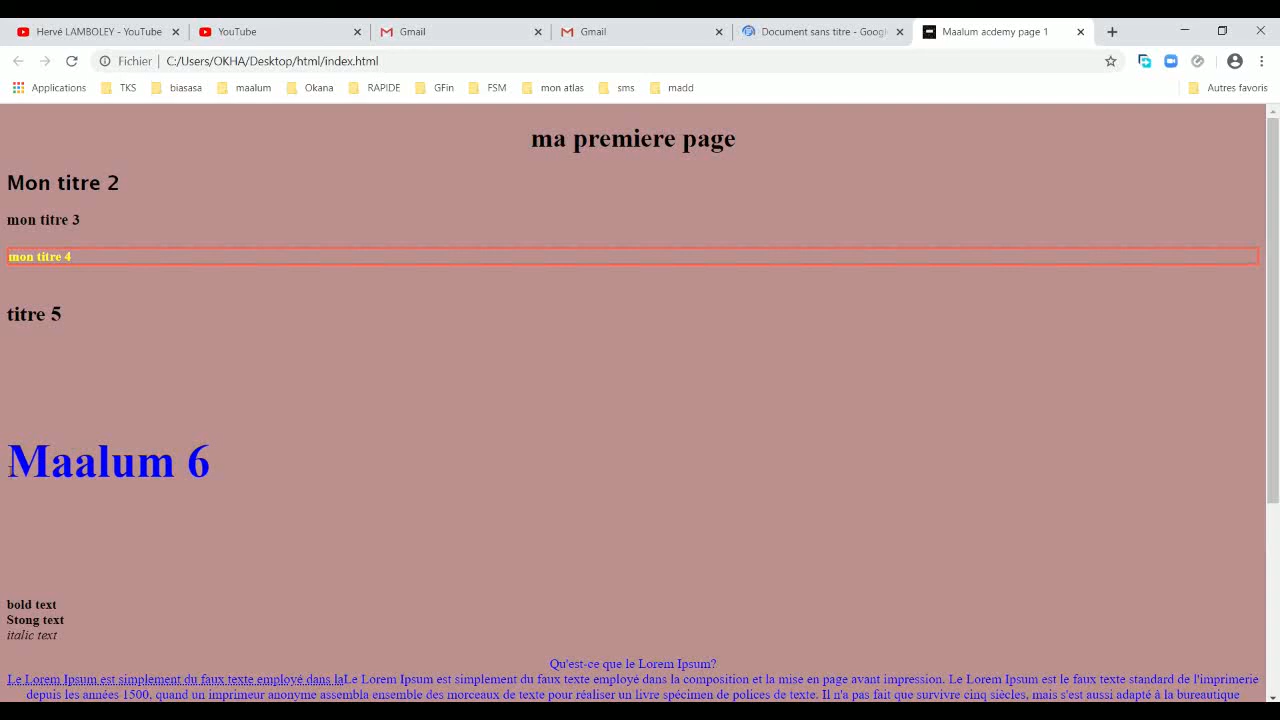 Hervé LAMBOLEY - YouTube
YouTube
Gmail
Gmail
Document sans titre - Googl
Maalum acdemy page 1
Fichier | C:/Users/OKHA/Desktop/html/index.html
Applications TKS biasasa maalum Okana RAPIDE GFin FSM mon atlas sms madd Autres favoris
ma premiere page
Mon titre 2
mon titre 3
mon titre 4
titre 5
Maalum 6
bold text
Stong text
italic text
Qu'est-ce que le Lorem Ipsum?
Le Lorem Ipsum est simplement du faux texte employé dans laLe Lorem Ipsum est simplement du faux texte employé dans la composition et la mise en page avant impression. Le Lorem Ipsum est le faux texte standard de l'imprimerie
depuis les années 1500, quand un imprimeur anonyme assembla ensemble des morceaux de texte pour réaliser un livre spécimen de polices de texte. Il n'a pas fait que survivre cinq siècles, mais s'est aussi adapté à la bureautique